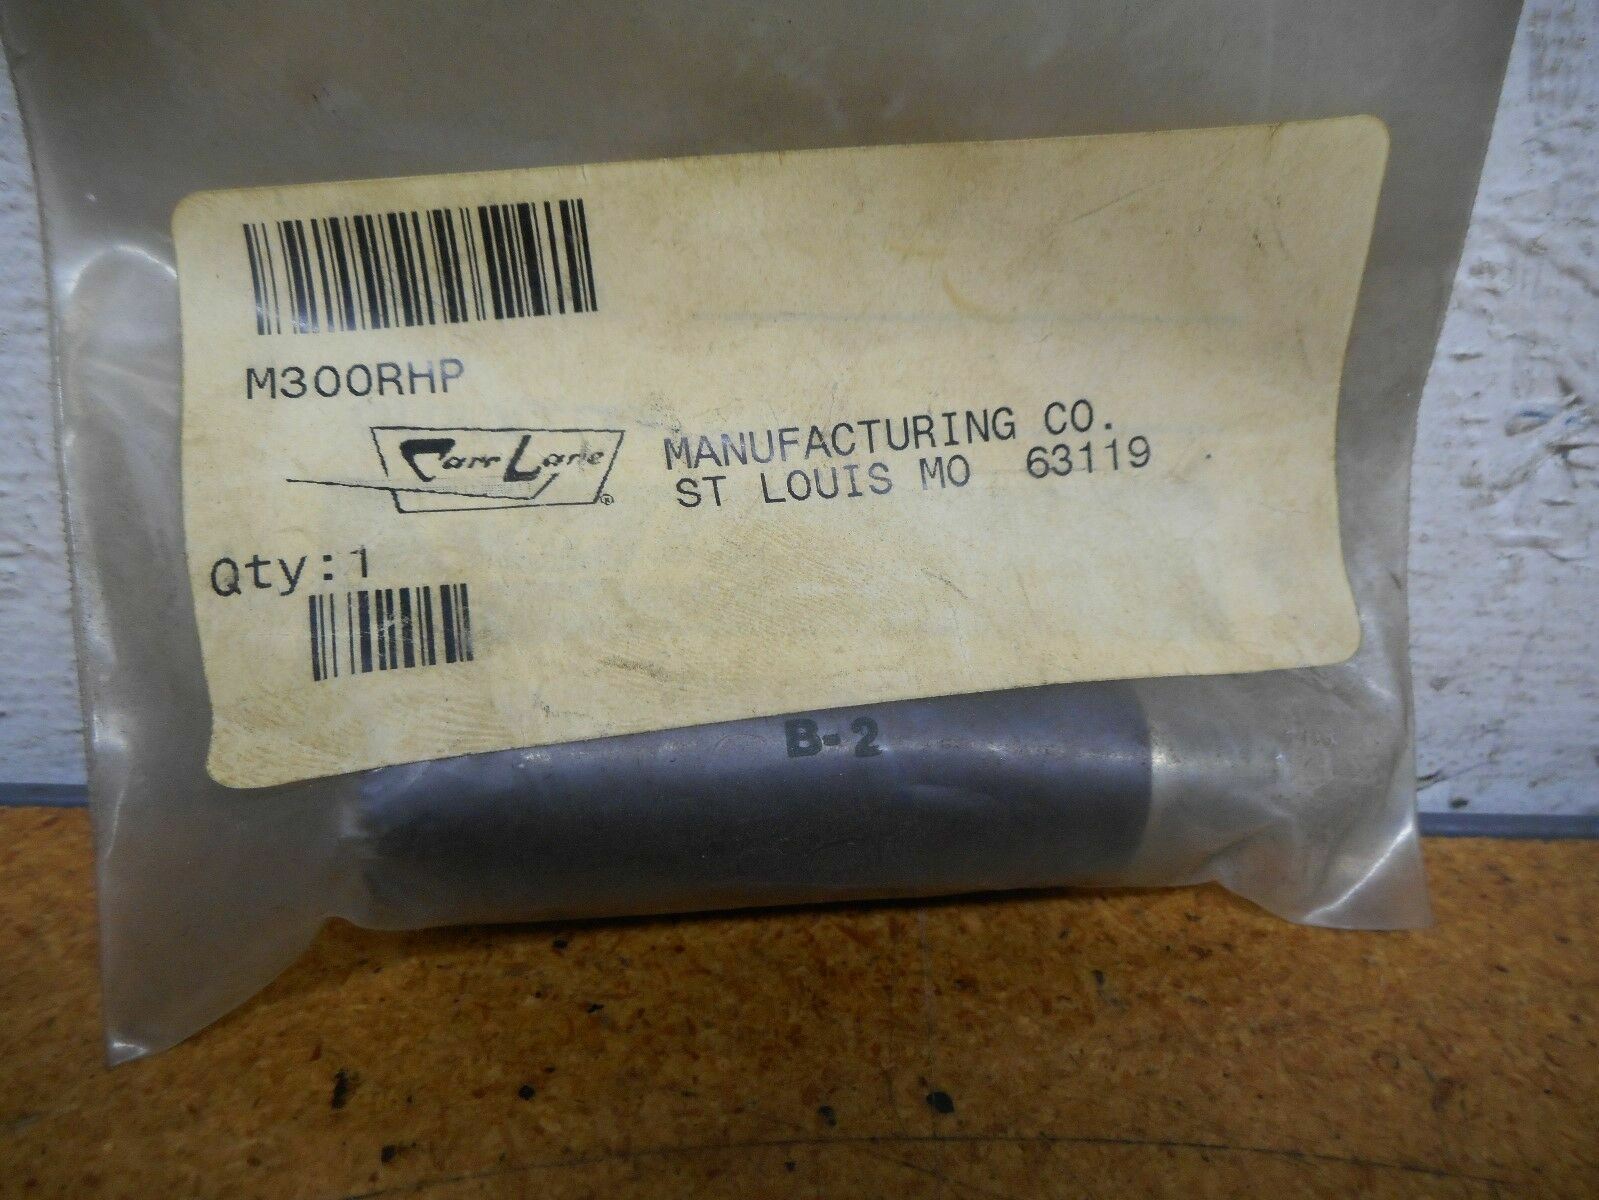 M300RHP
Carr Lane ®
MANUFACTURING CO.
ST LOUIS MO 63119
Qty:1
B-2